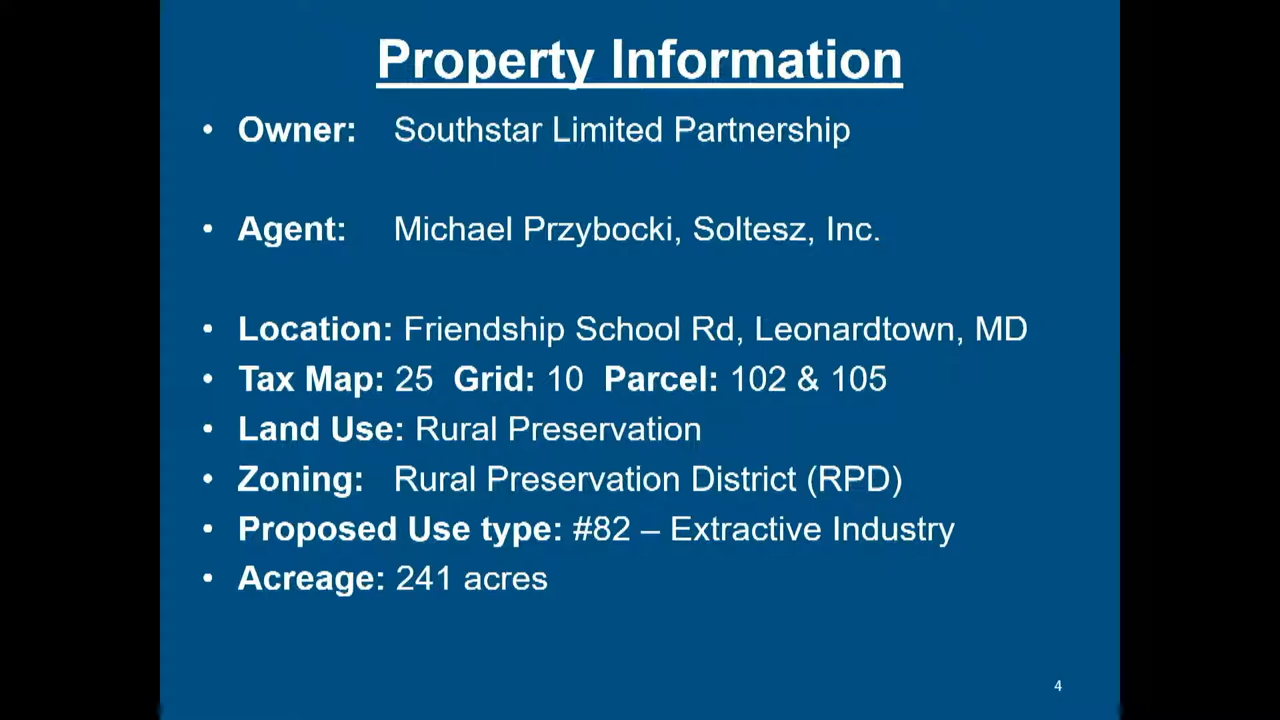 Property Information
• Owner: Southstar Limited Partnership
• Agent: Michael Przybocki, Soltesz, Inc.
• Location: Friendship School Rd, Leonardtown, MD
• Tax Map: 25 Grid: 10 Parcel: 102 & 105
• Land Use: Rural Preservation
• Zoning: Rural Preservation District (RPD)
• Proposed Use type: #82 – Extractive Industry
• Acreage: 241 acres
4